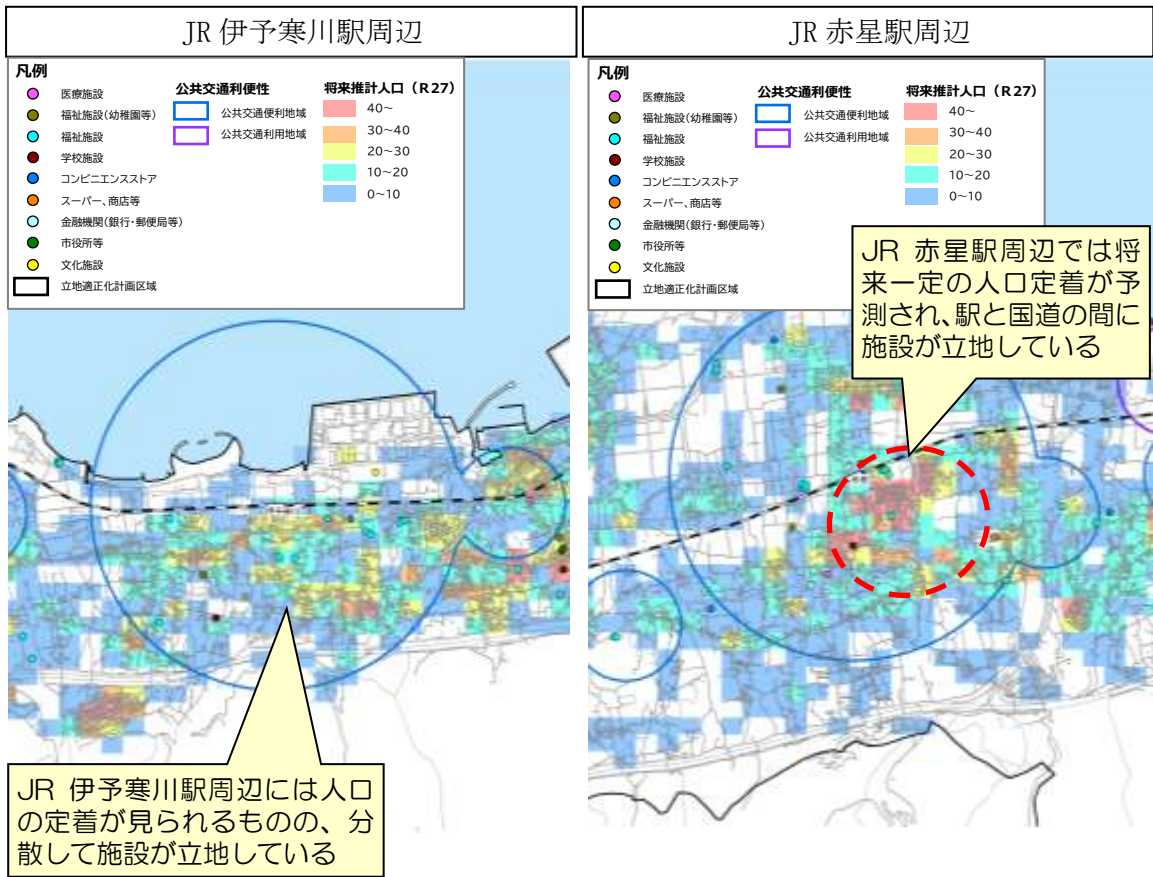 JR 伊予寒川駅周辺
凡例
医療施設
福祉施設(幼稚園等)
福祉施設
学校施設
コンビニエンスストア
スーパー、商店等
金融機関(銀行・郵便局等)
市役所等
文化施設
立地適正化計画区域
公共交通利便性
公共交通便利地域
公共交通利用地域
将来推計人口（R27）
40～
30～40
20～30
10～20
0～10
JR 伊予寒川駅周辺には人口
の定着が見られるものの、分
散して施設が立地している
JR 赤星駅周辺
凡例
医療施設
福祉施設(幼稚園等)
福祉施設
学校施設
コンビニエンスストア
スーパー、商店等
金融機関(銀行・郵便局等)
市役所等
文化施設
立地適正化計画区域
公共交通利便性
公共交通便利地域
公共交通利用地域
将来推計人口（R27）
40～
30～40
20～30
10～20
0～10
JR 赤星駅周辺では将
来一定の人口定着が予
測され、駅と国道の間に
施設が立地している